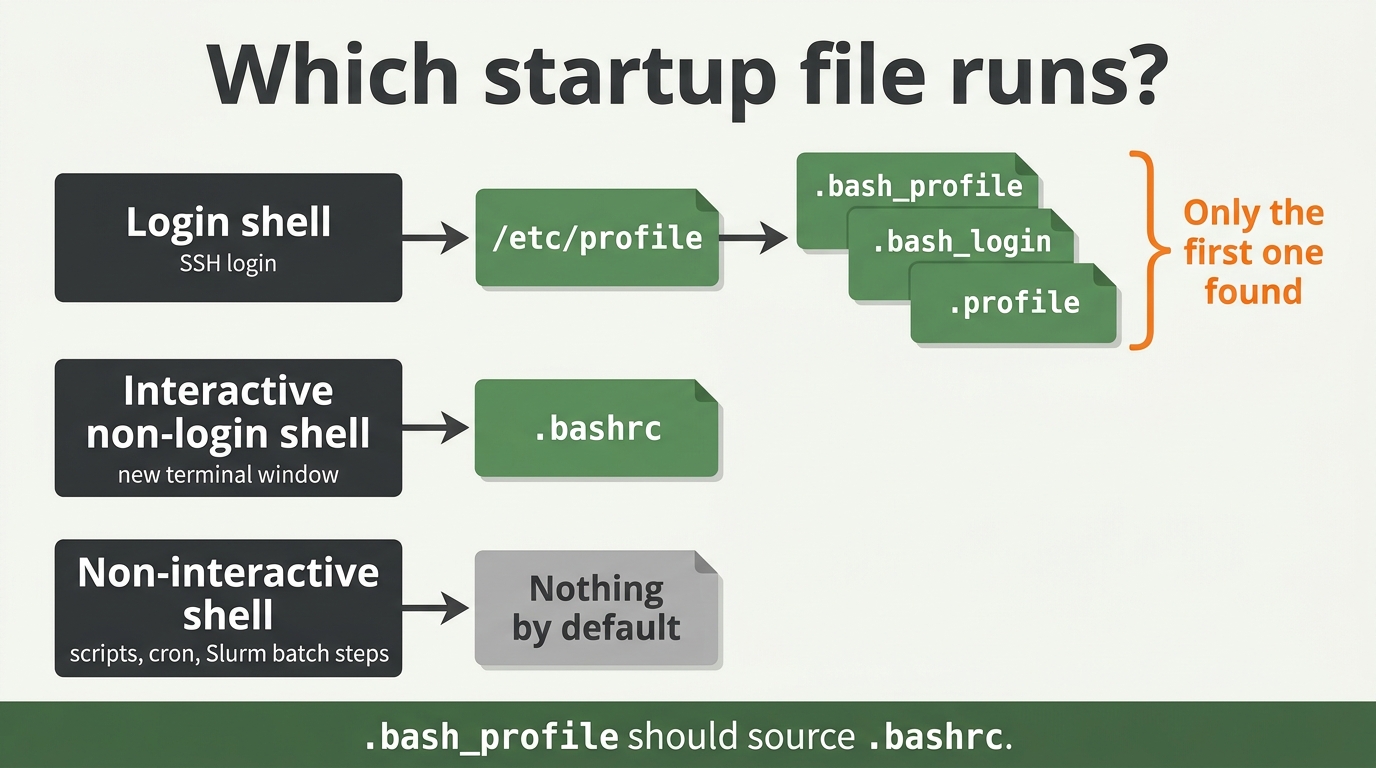 Which startup file runs?
Login shell
SSH login
/etc/profile
.bash_profile
.bash_login
.profile
Only the
first one
found
Interactive
non-login shell
new terminal window
.bashrc
Non-interactive
shell
scripts, cron, Slurm batch steps
Nothing
by default
.bash_profile should source .bashrc.